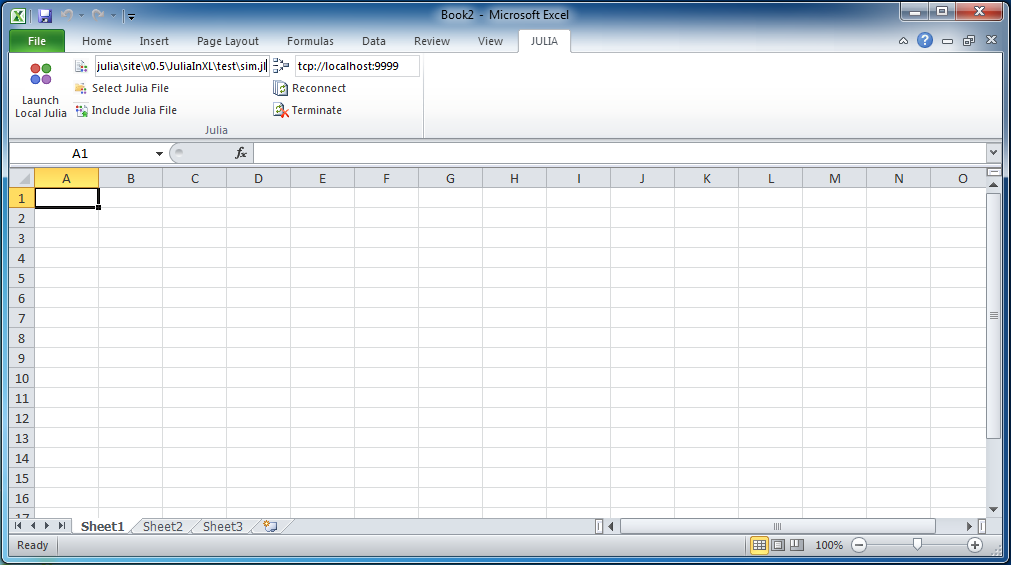 Book2 - Microsoft Excel
File Home Insert Page Layout Formulas Data Review View JULIA
Launch
Local Julia
julia\site\v0.5\JuliaInXL\test\sim.jl
tcp://localhost:9999
Select Julia File
Reconnect
Include Julia File
Terminate
Julia
A1 fx
A B C D E F G H I J K L M N O
1
2
3
4
5
6
7
8
9
10
11
12
13
14
15
16
17
Sheet1 Sheet2 Sheet3
Ready 100%